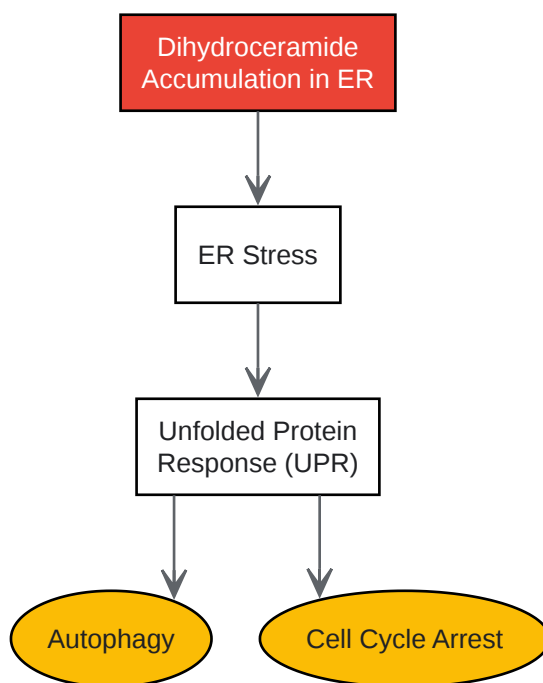 Dihydroceramide
Accumulation in ER
ER Stress
Unfolded Protein
Response (UPR)
Autophagy
Cell Cycle Arrest